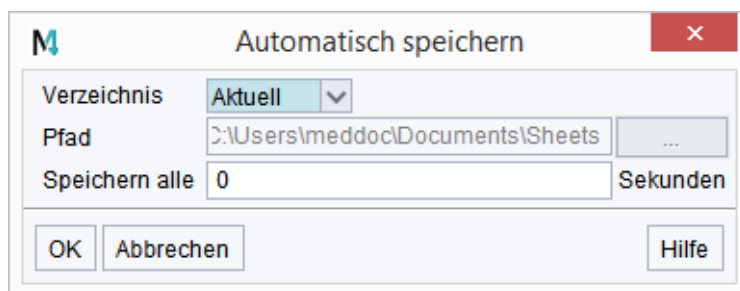 Automatisch speichern
Verzeichnis Aktuell
Pfad C:\Users\meddoc\Documents\Sheets ...
Speichern alle 0 Sekunden
OK Abbrechen Hilfe